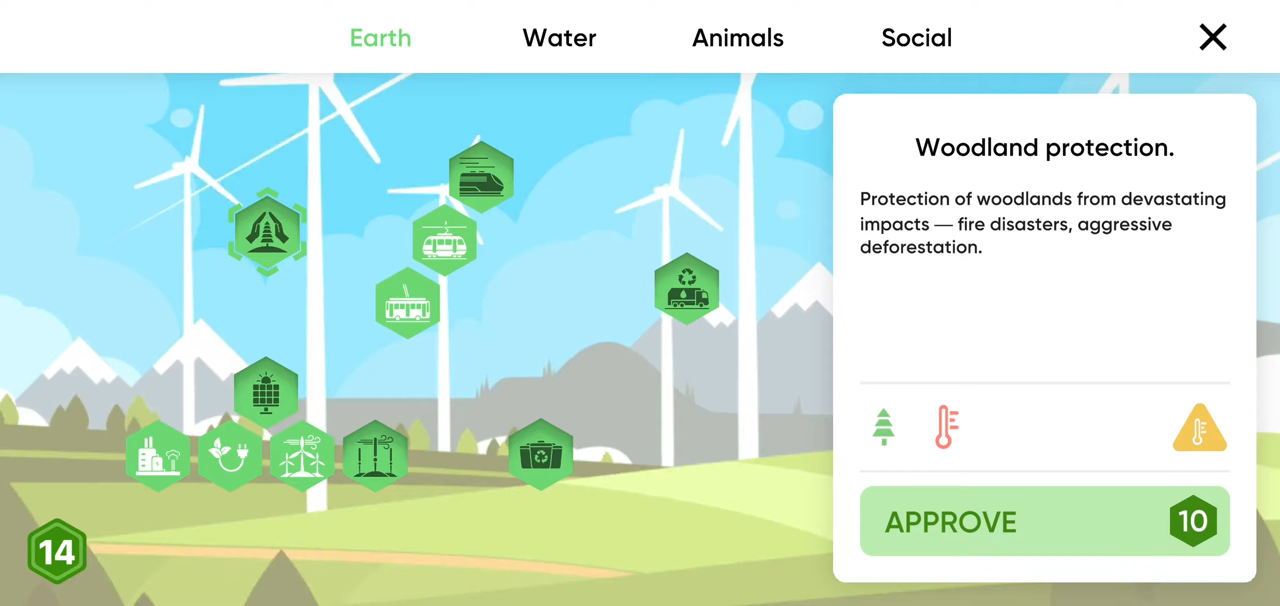 Earth Water Animals Social
Woodland protection.
Protection of woodlands from devastating
impacts — fire disasters, aggressive
deforestation.
APPROVE 10
14